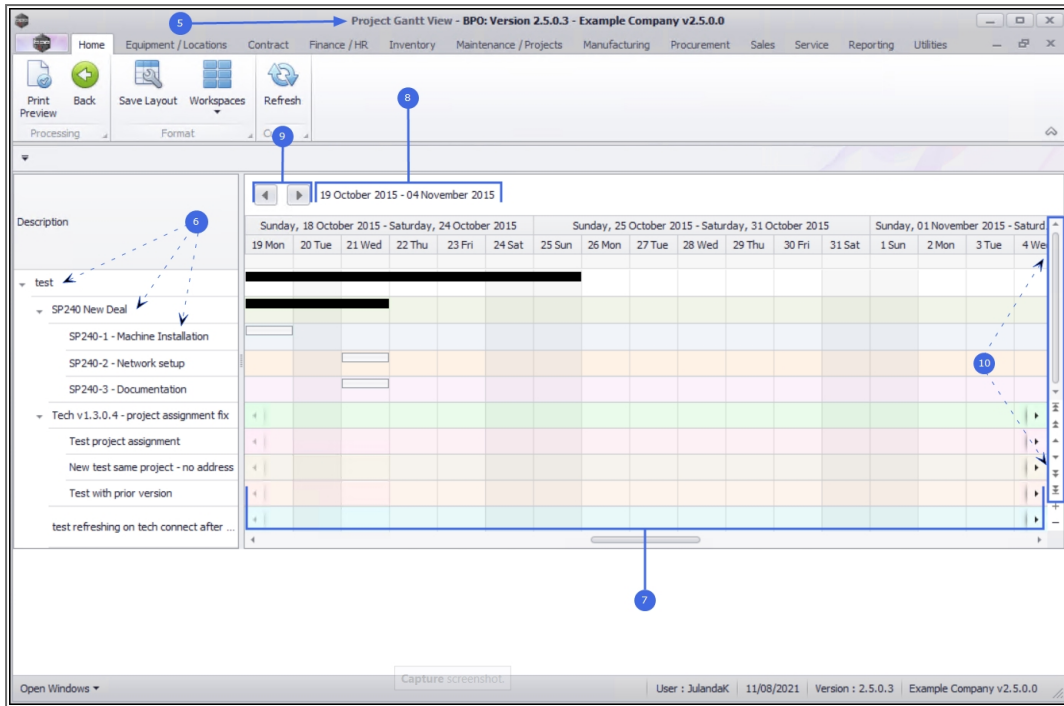 Project Gantt View - BPO: Version 2.5.0.3 - Example Company v2.5.0.0
5
Home Equipment / Locations Contract Finance / HR Inventory Maintenance / Projects Manufacturing Procurement Sales Service Reporting Utilities
Print Preview Back Save Layout Workspaces Refresh
8
Processing Format
9
19 October 2015 - 04 November 2015
Description
6
Sunday, 18 October 2015 - Saturday, 24 October 2015 Sunday, 25 October 2015 - Saturday, 31 October 2015 Sunday, 01 November 2015 - Saturd
19 Mon 20 Tue 21 Wed 22 Thu 23 Fri 24 Sat 25 Sun 26 Mon 27 Tue 28 Wed 29 Thu 30 Fri 31 Sat 1 Sun 2 Mon 3 Tue 4 We
test
SP240 New Deal
SP240-1 - Machine Installation
SP240-2 - Network setup
10
SP240-3 - Documentation
Tech v1.3.0.4 - project assignment fix
Test project assignment
New test same project - no address
Test with prior version
test refreshing on tech connect after ...
7
Capture screenshot.
Open Windows User : JulandaK 11/08/2021 Version : 2.5.0.3 Example Company v2.5.0.0